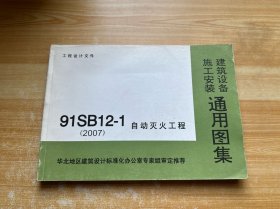 工程设计文件
91SB12-1 自动灭火工程
(2007)
建筑设备
施工安装
通用图集
华北地区建筑设计标准化办公室专家组审定推荐